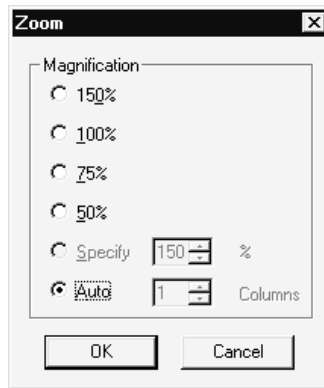 Zoom
Magnification
150%
100%
75%
50%
Specify 150 %
Auto 1 Columns
OK Cancel